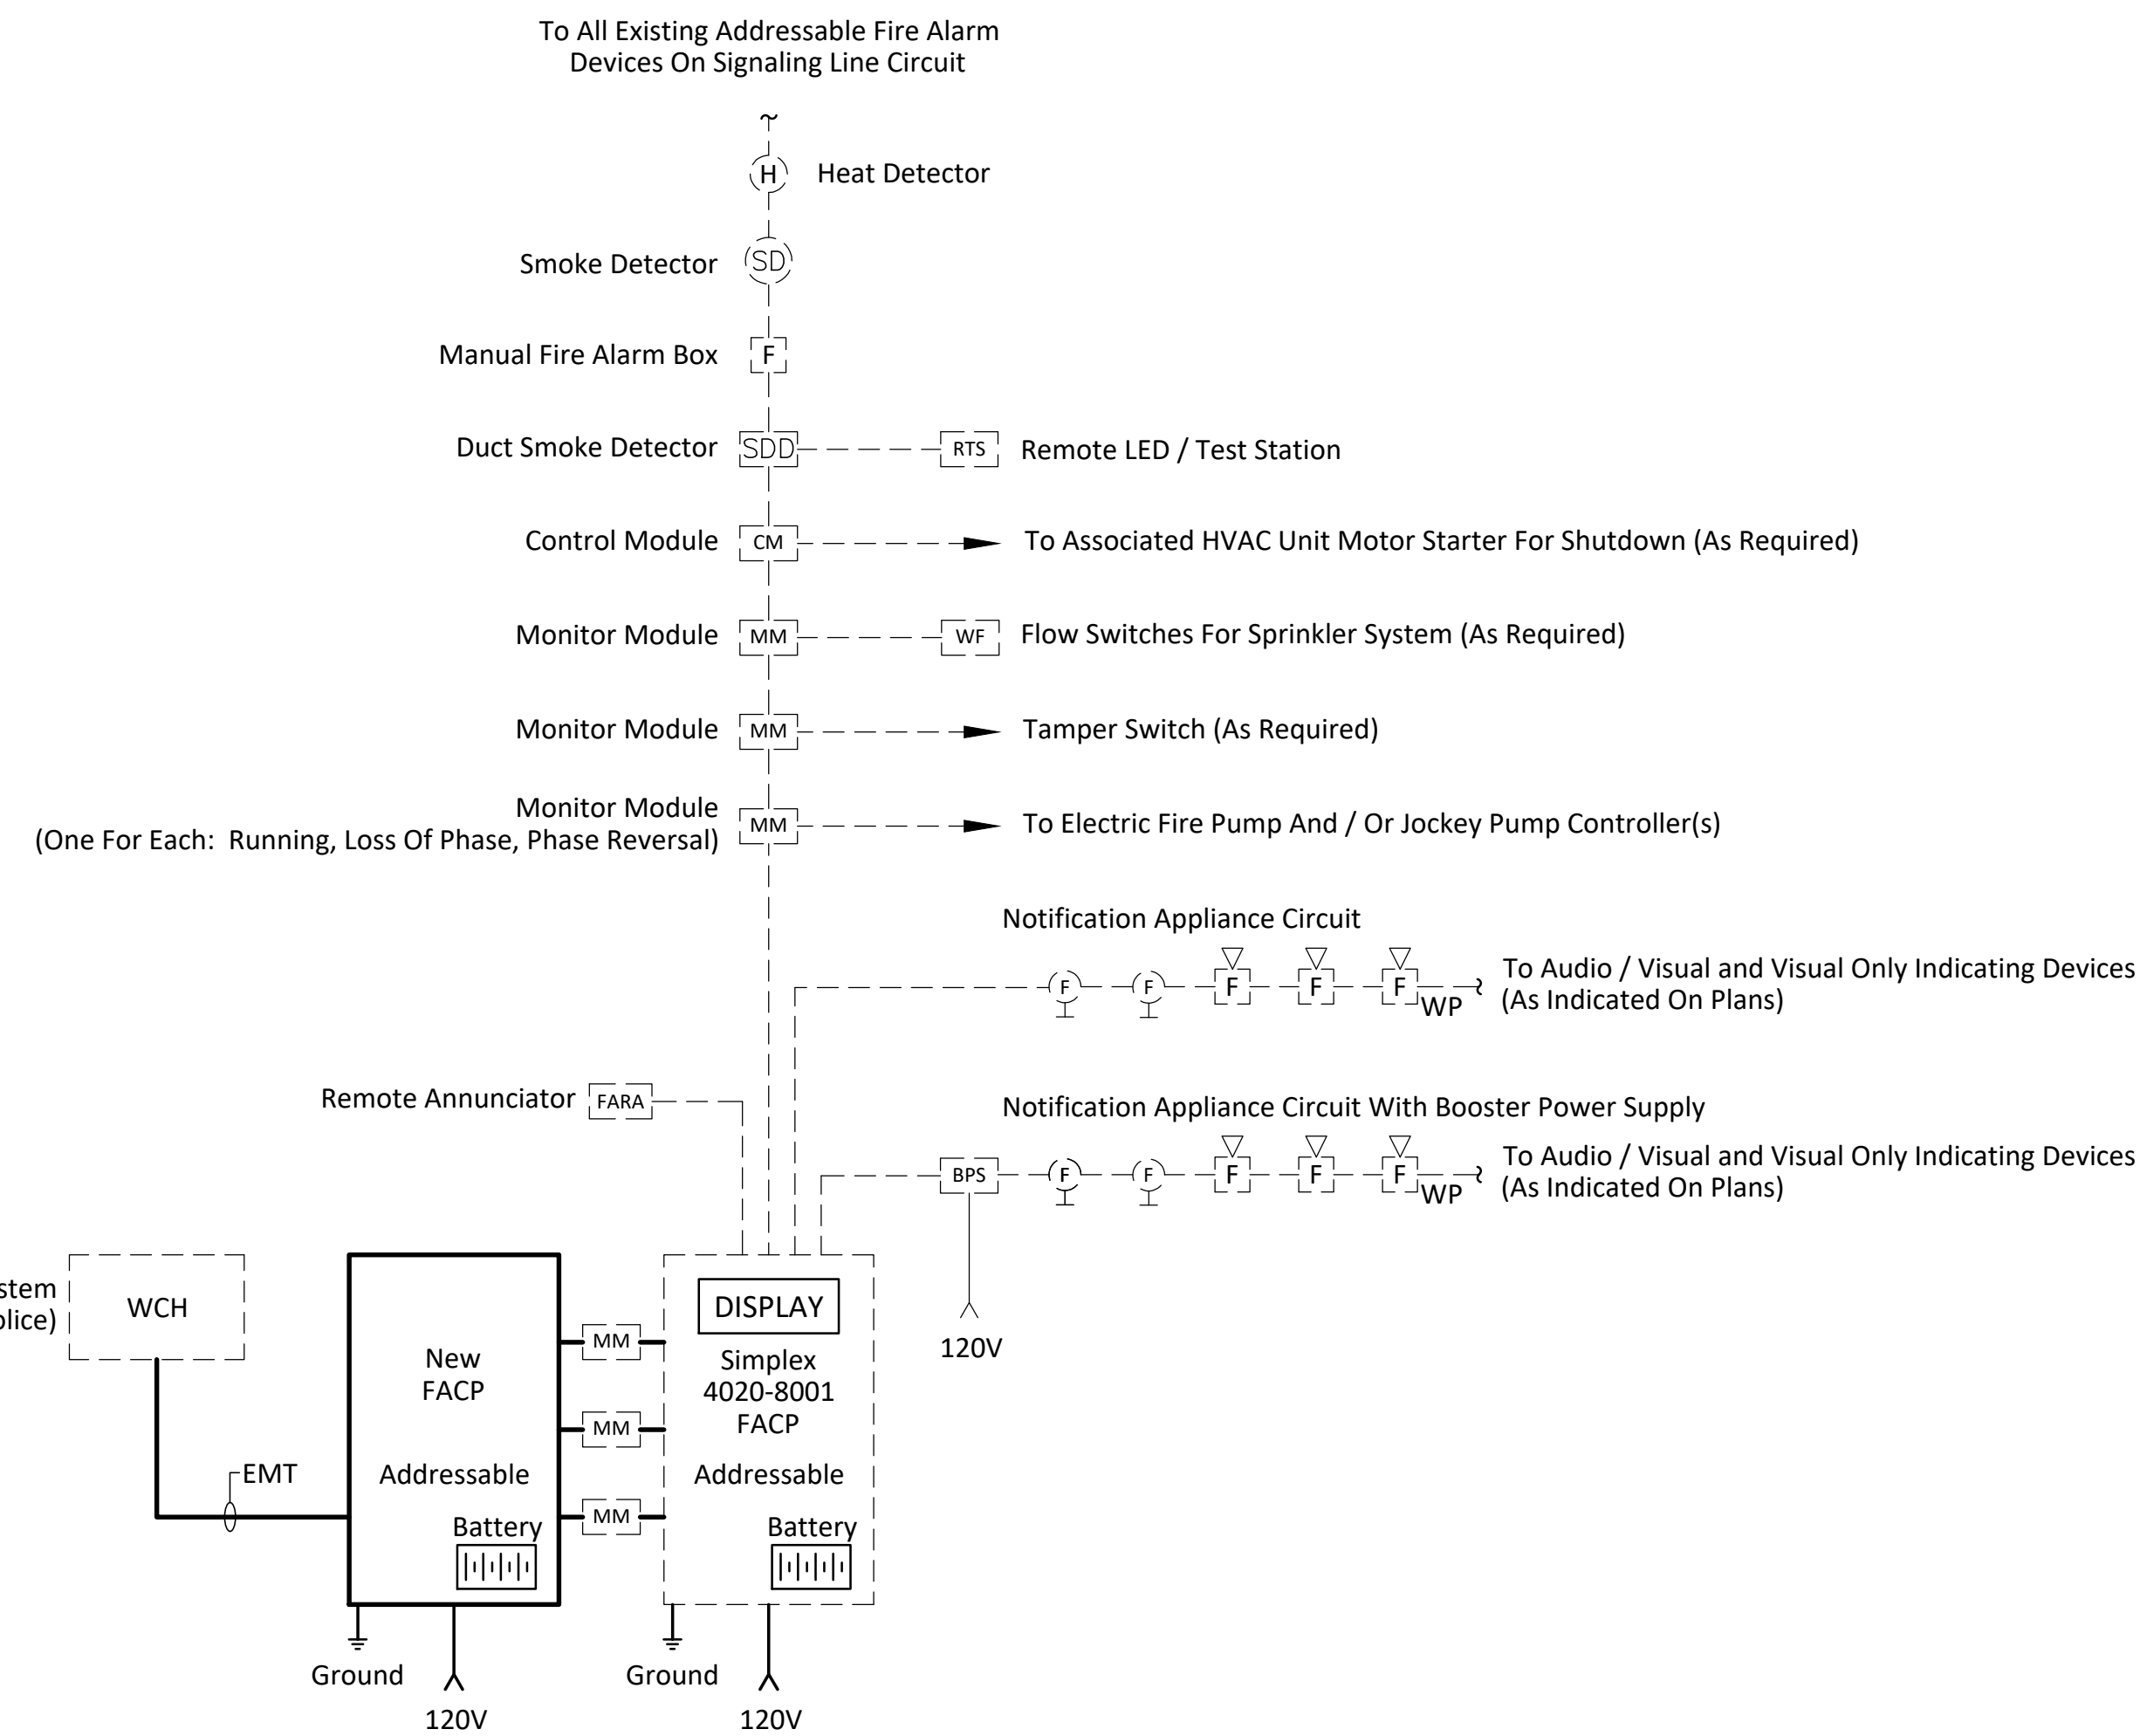 To All Existing Addressable Fire Alarm
Devices On Signaling Line Circuit
H Heat Detector
Smoke Detector SD
Manual Fire Alarm Box F
Duct Smoke Detector SDD RTS Remote LED / Test Station
Control Module CM To Associated HVAC Unit Motor Starter For Shutdown (As Required)
Monitor Module MM WF Flow Switches For Sprinkler System (As Required)
Monitor Module MM Tamper Switch (As Required)
Monitor Module
(One For Each: Running, Loss Of Phase, Phase Reversal)
MM To Electric Fire Pump And / Or Jockey Pump Controller(s)
Notification Appliance Circuit
F F F F F WP
To Audio / Visual and Visual Only Indicating Devices
(As Indicated On Plans)
Remote Annunciator FARA
Notification Appliance Circuit With Booster Power Supply
BPS F F F F F WP
To Audio / Visual and Visual Only Indicating Devices
(As Indicated On Plans)
120V
WCH
EMT
New
FACP
Addressable
Battery
Ground
120V
MM
MM
MM
DISPLAY
Simplex
4020-8001
FACP
Addressable
Battery
Ground
120V